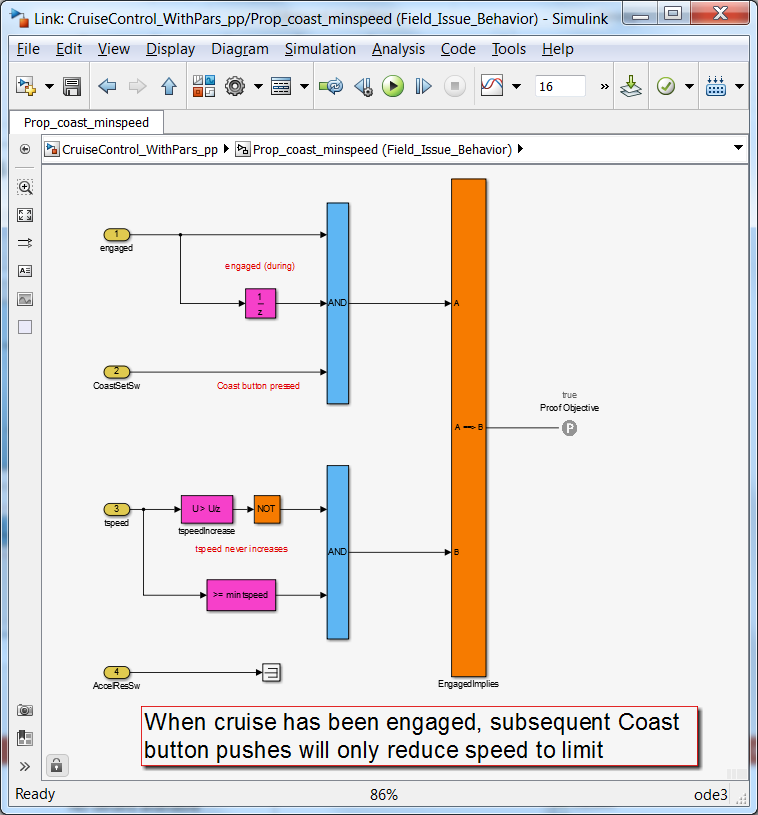 Link: CruiseControl_WithPars_pp/Prop_coast_minspeed (Field_Issue_Behavior) - Simulink
File Edit View Display Diagram Simulation Analysis Code Tools Help
16 »
Prop_coast_minspeed
CruiseControl_WithPars_pp Prop_coast_minspeed (Field_Issue_Behavior)
1
engaged
engaged (during)
1
z
AND
A
2
CoastSetSw
Coast button pressed
true
Proof Objective
A ==> B
P
3
tspeed
U > U/z
tspeedIncrease
NOT
tspeed never increases
AND
B
>= mintspeed
4
AccelResSw
EngagedImplies
When cruise has been engaged, subsequent Coast
button pushes will only reduce speed to limit
Ready 86% ode3